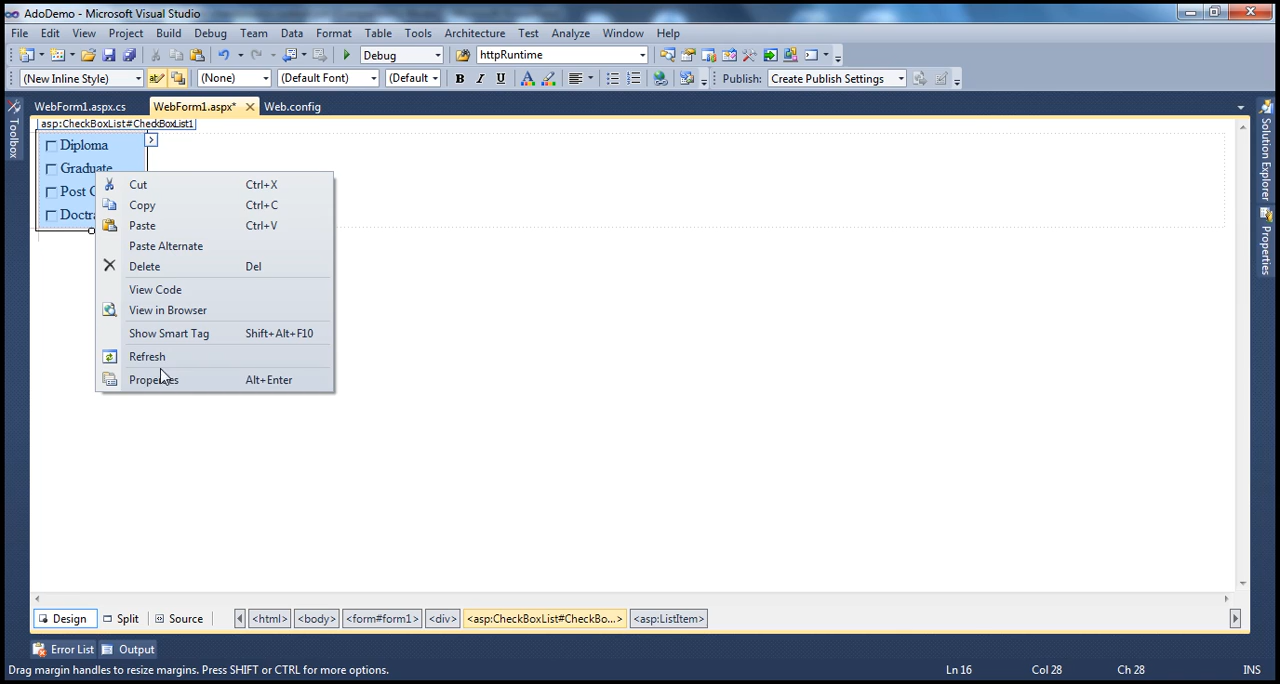 AdoDemo - Microsoft Visual Studio
File Edit View Project Build Debug Team Data Format Table Tools Architecture Test Analyze Window Help
Debug httpRuntime
(New Inline Style) (None) (Default Font) (Default B I U Publish: Create Publish Settings
WebForm1.aspx.cs WebForm1.aspx* Web.config
Toolbox
asp:CheckBoxList#CheckBoxList1
Diploma
Graduate
Post
Cut Ctrl+X
Copy Ctrl+C
Paste Ctrl+V
Paste Alternate
Delete Del
View Code
View in Browser
Show Smart Tag Shift+Alt+F10
Refresh
Properties Alt+Enter
Solution Explorer
Properties
Design Split Source <html> <body> <form#form1> <div> <asp:CheckBoxList#CheckBo...> <asp:ListItem>
Error List Output
Drag margin handles to resize margins. Press SHIFT or CTRL for more options. Ln 16 Col 28 Ch 28 INS